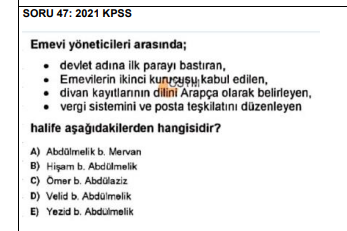 SORU 47: 2021 KPSS
Emevi yöneticileri arasında;
• devlet adına ilk parayı bastıran,
• Emevilerin ikinci kurucusu kabul edilen,
• divan kayıtlarının dilini Arapça olarak belirleyen,
• vergi sistemini ve posta teşkilatını düzenleyen
halife aşağıdakilerden hangisidir?
A) Abdülmelik b. Mervan
B) Hişam b. Abdülmelik
C) Ömer b. Abdülaziz
D) Velid b. Abdülmelik
E) Yezid b. Abdülmelik